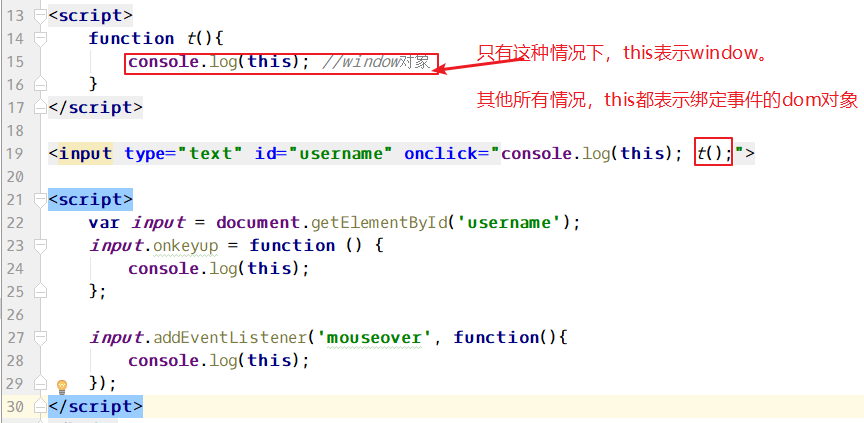 13 <script>
14 function t(){
15 console.log(this); //window对象
只有这种情况下，this表示window。
16 }
其他所有情况，this都表示绑定事件的dom对象
17 </script>
18
19 <input type="text" id="username" onclick="console.log(this); t();">
20
21 <script>
22 var input = document.getElementById('username');
23 input.onkeyup = function () {
24 console.log(this);
25 };
26
27 input.addEventListener('mouseover', function(){
28 console.log(this);
29 });
30 </script>